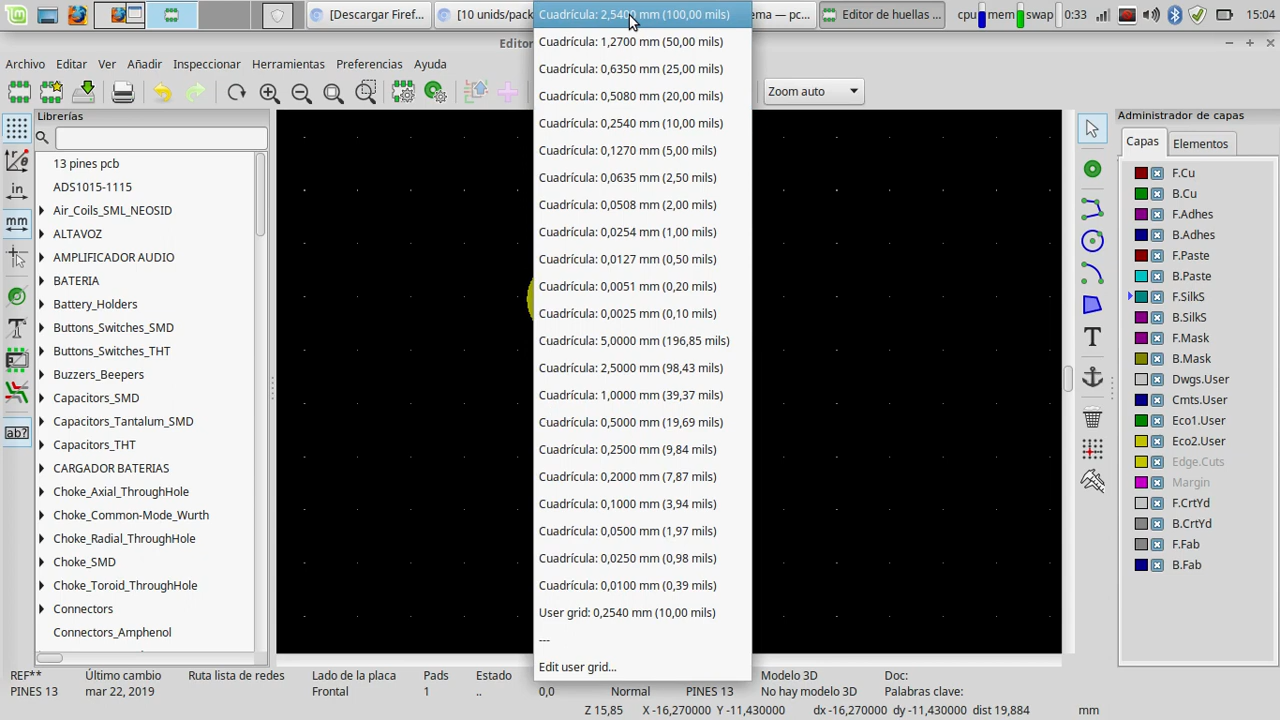 [Descargar Firef...
[10 unids/pack
ema — pc...
Editor de huellas ...
cpu
mem
swap
0:33
15:04
Editor
Archivo
Editar
Ver
Añadir
Inspeccionar
Herramientas
Preferencias
Ayuda
Zoom auto
Cuadrícula: 2,5400 mm (100,00 mils)
Cuadrícula: 1,2700 mm (50,00 mils)
Cuadrícula: 0,6350 mm (25,00 mils)
Cuadrícula: 0,5080 mm (20,00 mils)
Cuadrícula: 0,2540 mm (10,00 mils)
Cuadrícula: 0,1270 mm (5,00 mils)
Cuadrícula: 0,0635 mm (2,50 mils)
Cuadrícula: 0,0508 mm (2,00 mils)
Cuadrícula: 0,0254 mm (1,00 mils)
Cuadrícula: 0,0127 mm (0,50 mils)
Cuadrícula: 0,0051 mm (0,20 mils)
Cuadrícula: 0,0025 mm (0,10 mils)
Cuadrícula: 5,0000 mm (196,85 mils)
Cuadrícula: 2,5000 mm (98,43 mils)
Cuadrícula: 1,0000 mm (39,37 mils)
Cuadrícula: 0,5000 mm (19,69 mils)
Cuadrícula: 0,2500 mm (9,84 mils)
Cuadrícula: 0,2000 mm (7,87 mils)
Cuadrícula: 0,1000 mm (3,94 mils)
Cuadrícula: 0,0500 mm (1,97 mils)
Cuadrícula: 0,0250 mm (0,98 mils)
Cuadrícula: 0,0100 mm (0,39 mils)
User grid: 0,2540 mm (10,00 mils)
---
Edit user grid...
in
mm
ab?
Librerías
13 pines pcb
ADS1015-1115
Air_Coils_SML_NEOSID
ALTAVOZ
AMPLIFICADOR AUDIO
BATERIA
Battery_Holders
Buttons_Switches_SMD
Buttons_Switches_THT
Buzzers_Beepers
Capacitors_SMD
Capacitors_Tantalum_SMD
Capacitors_THT
CARGADOR BATERIAS
Choke_Axial_ThroughHole
Choke_Common-Mode_Wurth
Choke_Radial_ThroughHole
Choke_SMD
Choke_Toroid_ThroughHole
Connectors
Connectors_Amphenol
Administrador de capas
Capas
Elementos
F.Cu
B.Cu
F.Adhes
B.Adhes
F.Paste
B.Paste
F.SilkS
B.SilkS
F.Mask
B.Mask
Dwgs.User
Cmts.User
Eco1.User
Eco2.User
Edge.Cuts
Margin
F.CrtYd
B.CrtYd
F.Fab
B.Fab
REF** Último cambio Ruta lista de redes Lado de la placa Pads Estado Modelo 3D Doc:
PINES 13 mar 22, 2019 Frontal 1 .. 0,0 Normal PINES 13 No hay modelo 3D Palabras clave:
Z 15,85 X -16,270000 Y -11,430000 dx -16,270000 dy -11,430000 dist 19,884 mm